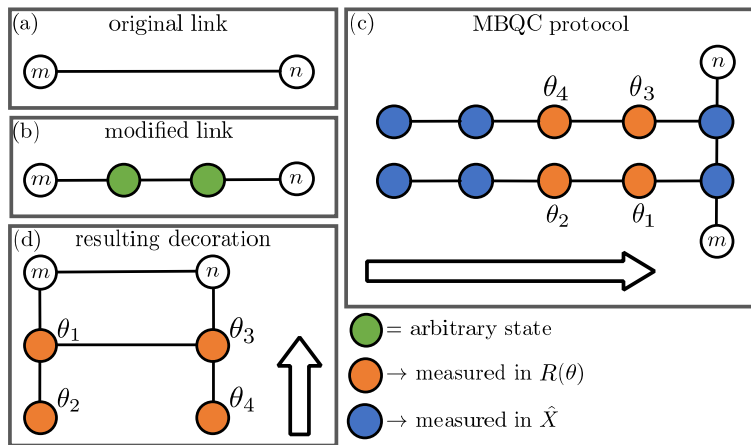 (a) original link
m n
(b) modified link
m n
(c) MBQC protocol
n
θ₄ θ₃
θ₂ θ₁
m
(d) resulting decoration
m n
θ₁ θ₃
θ₂ θ₄
= arbitrary state
→ measured in R(θ)
→ measured in X̂